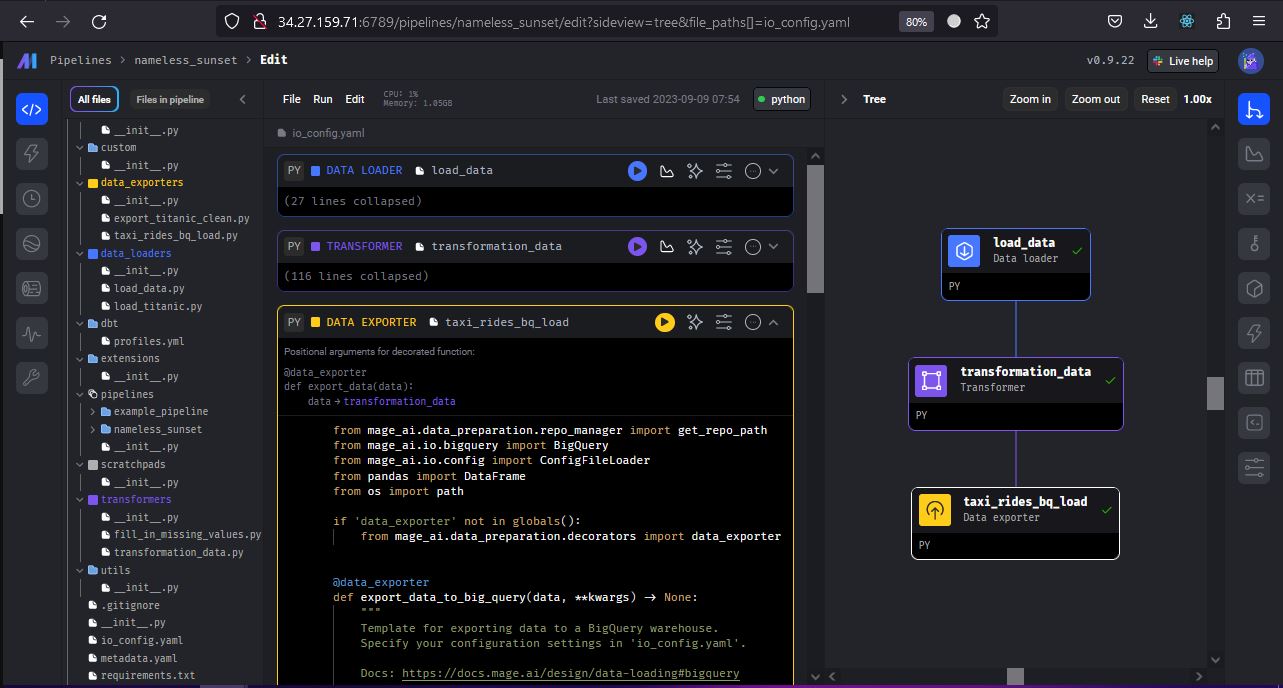 34.27.159.71:6789/pipelines/nameless_sunset/edit?sideview=tree&file_paths[]=io_config.yaml
80%
Pipelines > nameless_sunset > Edit
v0.9.22
Live help
All files
Files in pipeline
__init__.py
custom
__init__.py
data_exporters
__init__.py
export_titanic_clean.py
taxi_rides_bq_load.py
data_loaders
__init__.py
load_data.py
load_titanic.py
dbt
profiles.yml
extensions
__init__.py
pipelines
example_pipeline
nameless_sunset
__init__.py
scratchpads
__init__.py
transformers
__init__.py
fill_in_missing_values.py
transformation_data.py
utils
__init__.py
.gitignore
__init__.py
io_config.yaml
metadata.yaml
requirements.txt
File Run Edit
CPU: 1%
Memory: 1.05GB
Last saved 2023-09-09 07:54
python
io_config.yaml
PY DATA LOADER load_data
(27 lines collapsed)
PY TRANSFORMER transformation_data
(116 lines collapsed)
PY DATA EXPORTER taxi_rides_bq_load
Positional arguments for decorated function:
@data_exporter
def export_data(data):
data → transformation_data
from mage_ai.data_preparation.repo_manager import get_repo_path
from mage_ai.io.bigquery import BigQuery
from mage_ai.io.config import ConfigFileLoader
from pandas import DataFrame
from os import path
if 'data_exporter' not in globals():
from mage_ai.data_preparation.decorators import data_exporter
@data_exporter
def export_data_to_big_query(data, **kwargs) → None:
"""
Template for exporting data to a BigQuery warehouse.
Specify your configuration settings in 'io_config.yaml'.
Docs: https://docs.mage.ai/design/data-loading#bigquery
Tree
Zoom in
Zoom out
Reset
1.00x
load_data
Data loader
PY
transformation_data
Transformer
PY
taxi_rides_bq_load
Data exporter
PY